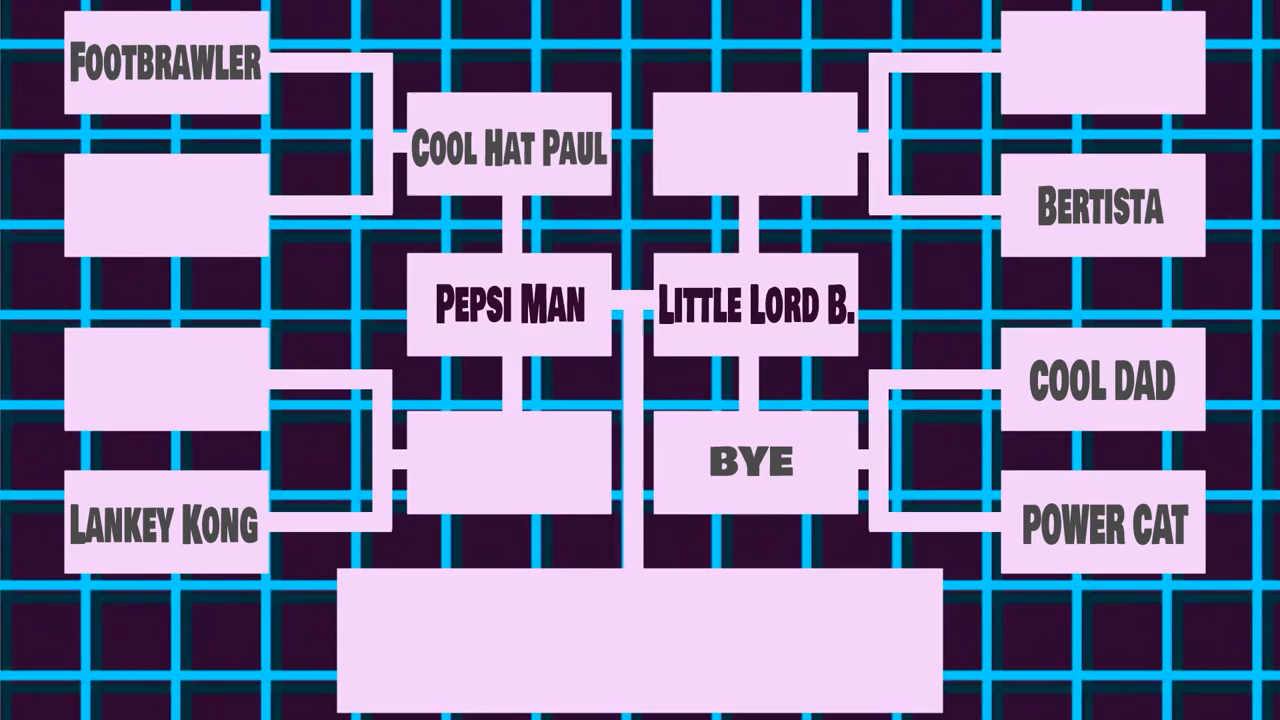 FOOTBRAWLER
COOL HAT PAUL
BERTISTA
PEPSI MAN
LITTLE LORD B.
COOL DAD
BYE
LANKEY KONG
POWER CAT